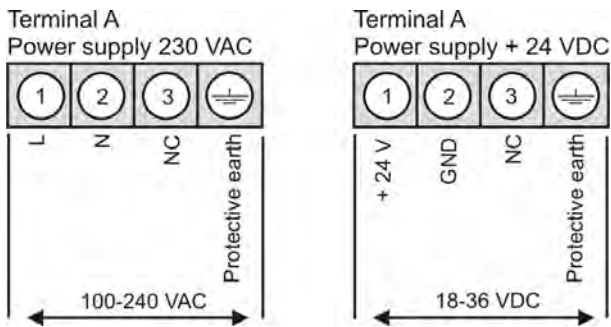 Terminal A
Power supply 230 VAC
1 2 3
L N NC Protective earth
100-240 VAC
Terminal A
Power supply + 24 VDC
1 2 3
+ 24 V GND NC Protective earth
18-36 VDC